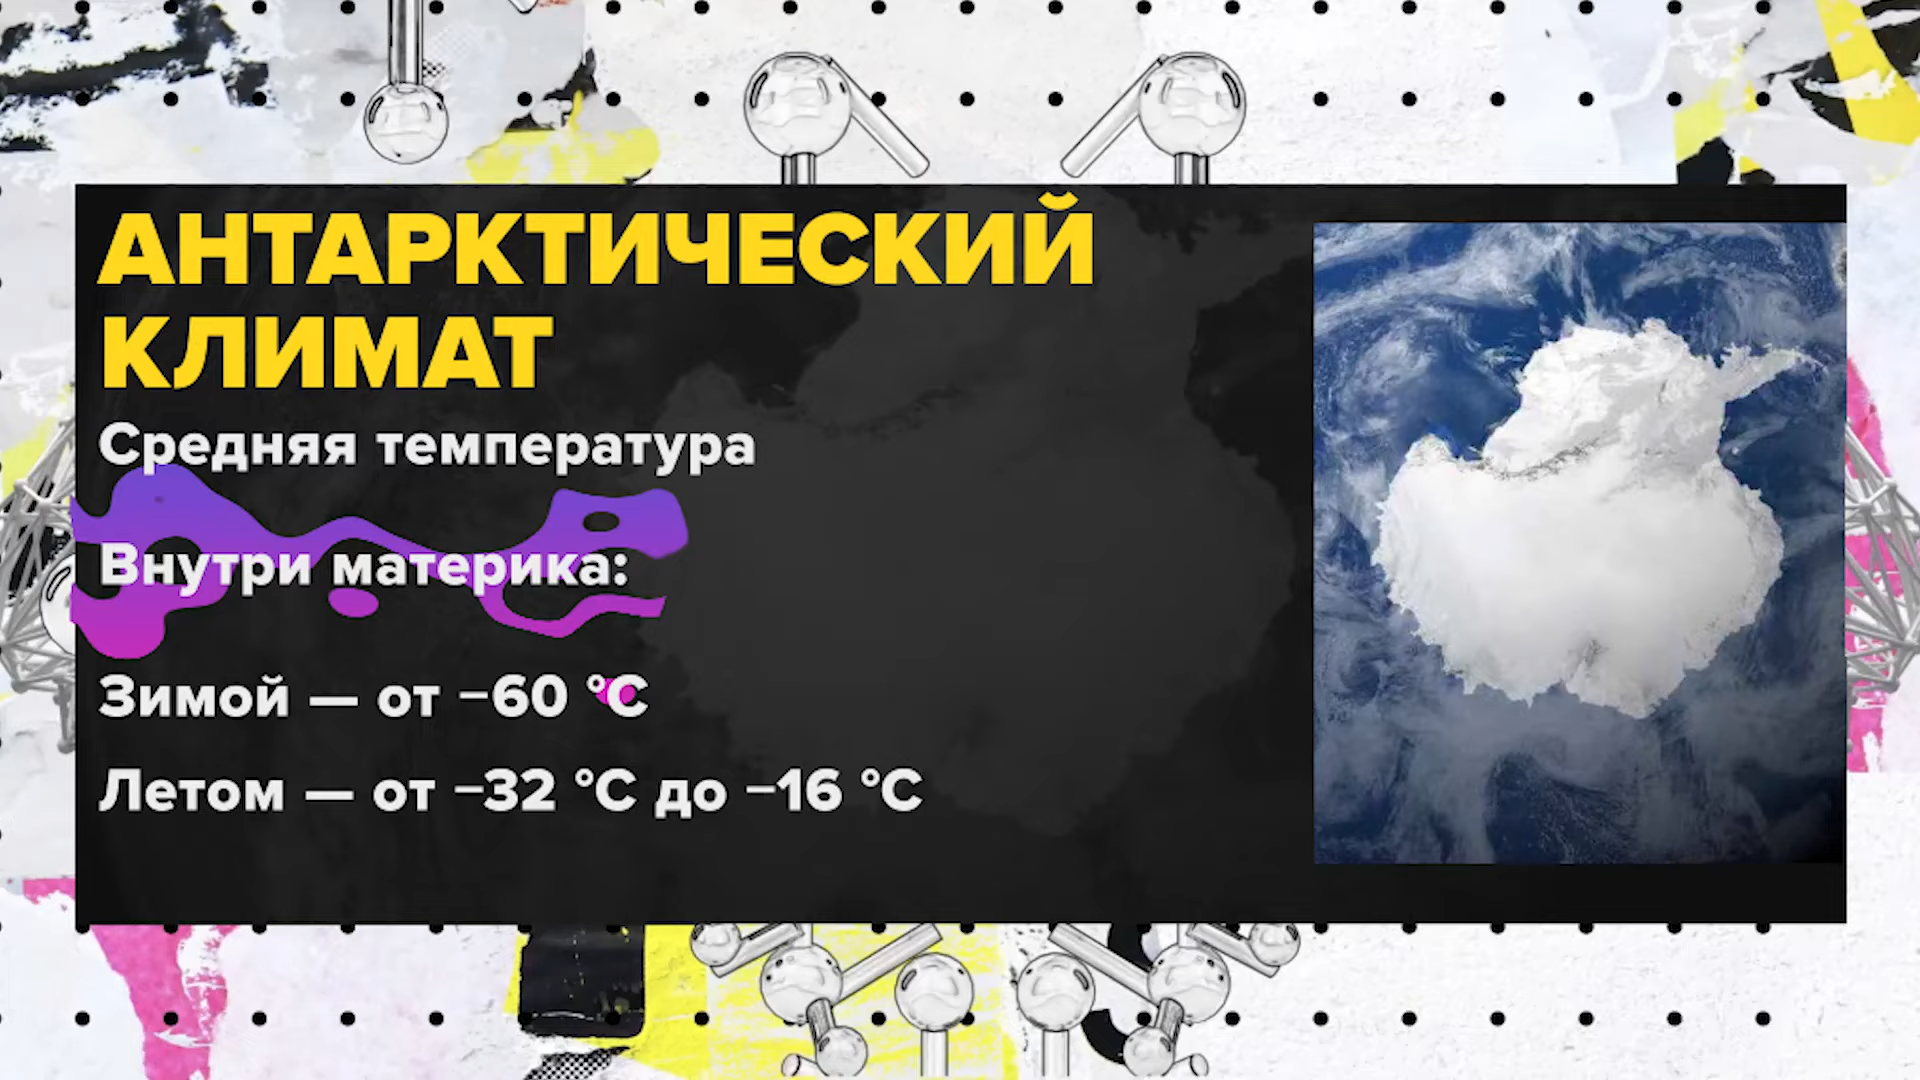 АНТАРКТИЧЕСКИЙ
КЛИМАТ
Средняя температура
Внутри материка:
Зимой — от −60 °C
Летом — от −32 °C до −16 °C